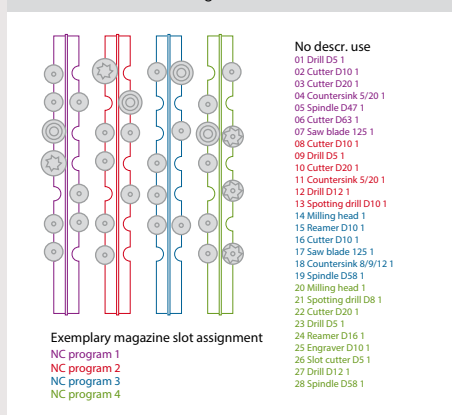 No descr. use
01 Drill D5 1
02 Cutter D10 1
03 Cutter D20 1
04 Countersink 5/20 1
05 Spindle D47 1
06 Cutter D63 1
07 Saw blade 125 1
08 Cutter D10 1
09 Drill D5 1
10 Cutter D20 1
11 Countersink 5/20 1
12 Drill D12 1
13 Spotting drill D10 1
14 Milling head 1
15 Reamer D10 1
16 Cutter D10 1
17 Saw blade 125 1
18 Countersink 8/9/12 1
19 Spindle D58 1
20 Milling head 1
21 Spotting drill D8 1
22 Cutter D20 1
23 Drill D5 1
24 Reamer D16 1
25 Engraver D10 1
26 Slot cutter D5 1
27 Drill D12 1
28 Spindle D58 1
Exemplary magazine slot assignment
NC program 1
NC program 2
NC program 3
NC program 4